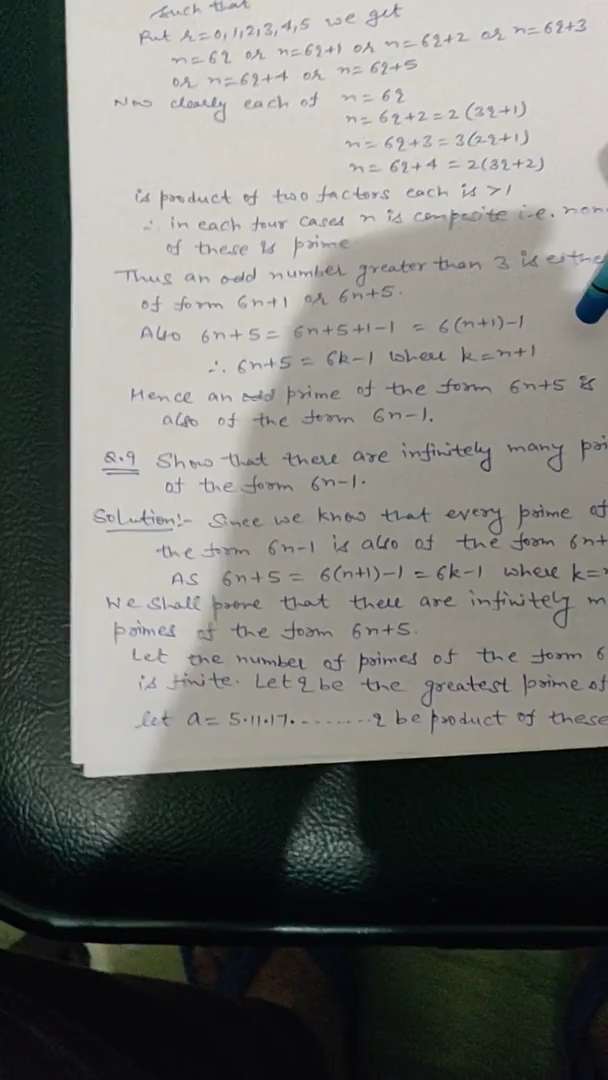 such that
Put r=0,1,2,3,4,5 we get
n=6q or n=6q+1 or n=6q+2 or n=6q+3
or n=6q+4 or n=6q+5
Now clearly each of n=6q
n=6q+2=2(3q+1)
n=6q+3=3(2q+1)
n=6q+4=2(3q+2)
is product of two factors each is >1
∴ in each four cases n is composite i.e. non
of these is prime.
Thus an odd number greater than 3 is eithe
of form 6n+1 or 6n+5.
Also 6n+5 = 6n+5+1-1 = 6(n+1)-1
∴ 6n+5 = 6k-1 where k=n+1
Hence an odd prime of the form 6n+5 is
also of the form 6n-1.
Q.9 Show that there are infinitely many pri
of the form 6n-1.
Solution:- Since we know that every prime of
the form 6n-1 is also of the form 6n+
As 6n+5 = 6(n+1)-1 = 6k-1 where k=
We shall prove that there are infinitely m
primes of the form 6n+5.
Let the number of primes of the form 6
is finite. Let q be the greatest prime of
let a= 5.11.17.........q be product of these